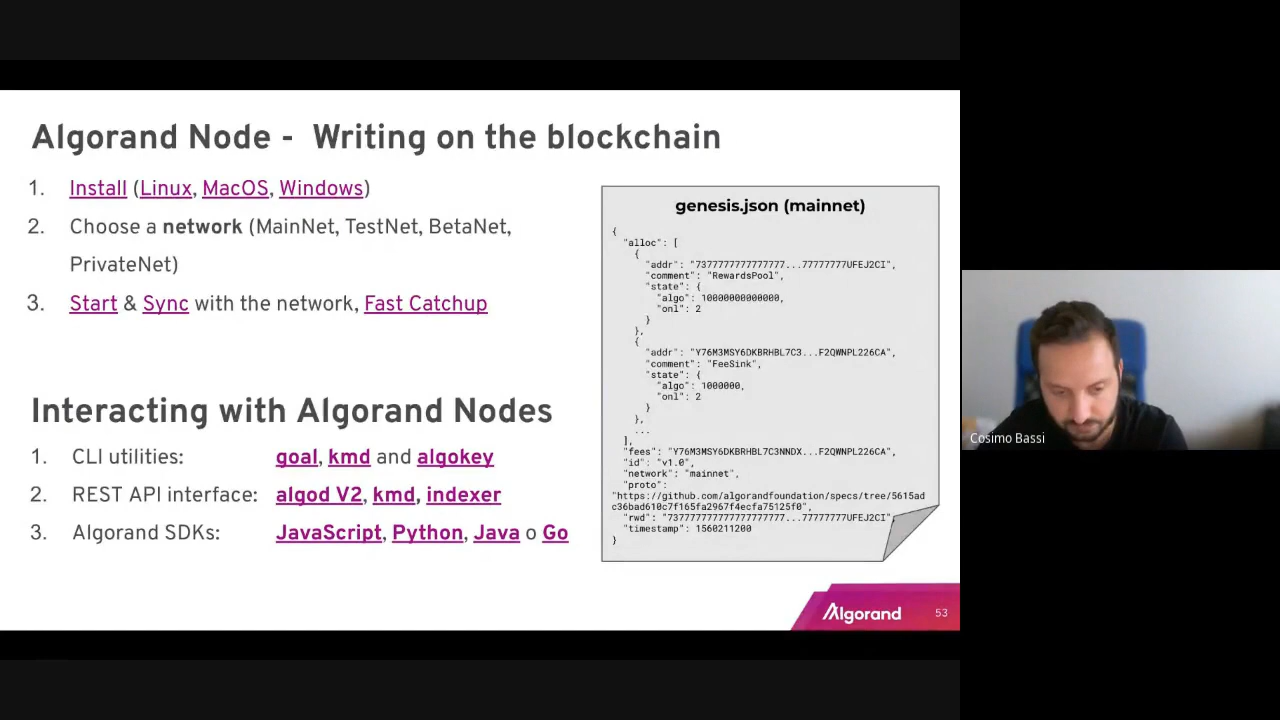 Algorand Node -  Writing on the blockchain
1. Install (Linux, MacOS, Windows)
2. Choose a network (MainNet, TestNet, BetaNet,
PrivateNet)
3. Start & Sync with the network, Fast Catchup
Interacting with Algorand Nodes
1. CLI utilities: goal, kmd and algokey
2. REST API interface: algod V2, kmd, indexer
3. Algorand SDKs: JavaScript, Python, Java o Go
genesis.json (mainnet)
{
"alloc": [
{
"addr": "7377777777777777...77777777UFEJ2CI",
"comment": "RewardsPool",
"state": {
"algo": 10000000000000,
"onl": 2
}
},
{
"addr": "Y76M3MSY6DKBRHBL7C3...F2QWNPL226CA",
"comment": "FeeSink",
"state": {
"algo": 1000000,
"onl": 2
}
},
...
],
"fees": "Y76M3MSY6DKBRHBL7C3NNDX...F2QWNPL226CA",
"id": "v1.0",
"network": "mainnet",
"proto":
"https://github.com/algorandfoundation/specs/tree/5615ad
c36bad610c7f165fa2967f4ecfa75125f0",
"rwd": "73777777777777777777...77777777UFEJ2CI",
"timestamp": 1560211200
}
Algorand 53
Cosimo Bassi